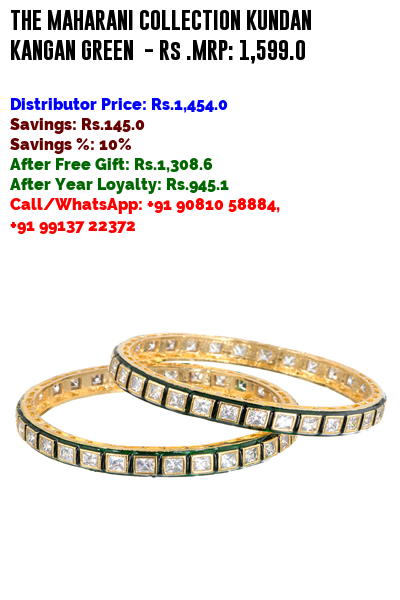 THE MAHARANI COLLECTION KUNDAN
KANGAN GREEN - Rs .MRP: 1,599.0
Distributor Price: Rs.1,454.0
Savings: Rs.145.0
Savings %: 10%
After Free Gift: Rs.1,308.6
After Year Loyalty: Rs.945.1
Call/WhatsApp: +91 90810 58884,
+91 99137 22372